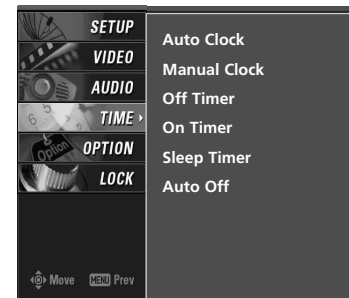 SETUP
VIDEO
AUDIO
TIME
OPTION
LOCK
Auto Clock
Manual Clock
Off Timer
On Timer
Sleep Timer
Auto Off
Option
Move MENU Prev